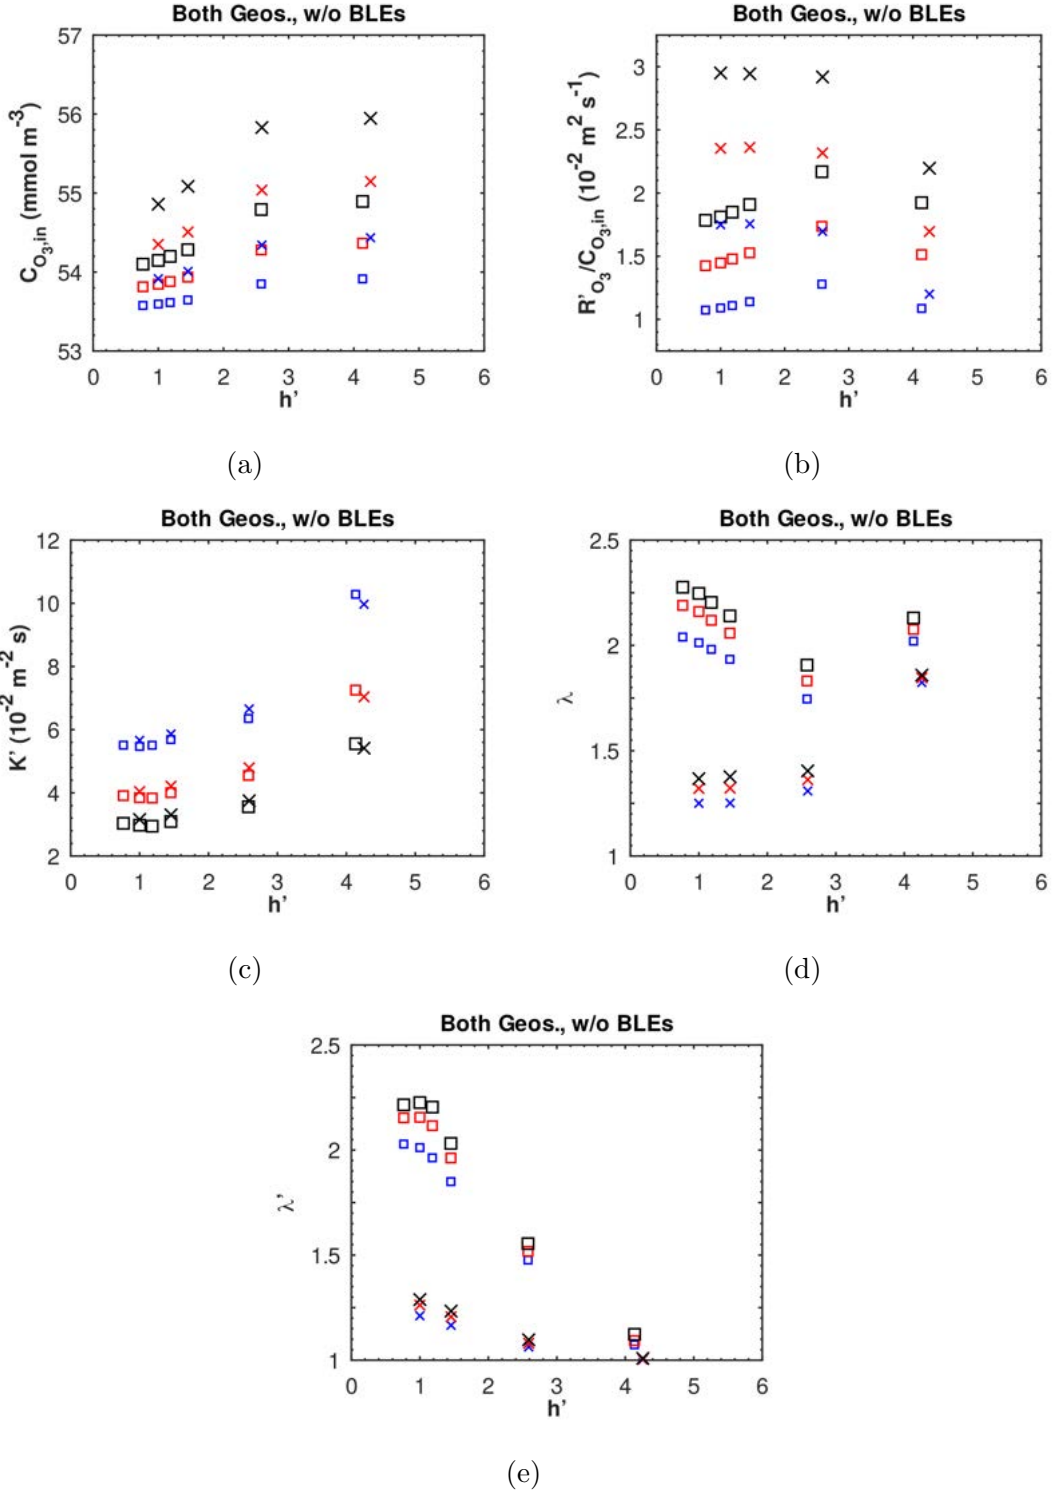 Both Geos., w/o BLEs
57
56
55
54
53
0 1 2 3 4 5 6
C_{O_3,in} (mmol m^{-3})
h'
(a)
Both Geos., w/o BLEs
3
2.5
2
1.5
1
0 1 2 3 4 5 6
R'_{O_3}/C_{O_3,in} (10^{-2} m^2 s^{-1})
h'
(b)
Both Geos., w/o BLEs
12
10
8
6
4
2
0 1 2 3 4 5 6
K' (10^{-2} m^{-2} s)
h'
(c)
Both Geos., w/o BLEs
2.5
2
1.5
1
0 1 2 3 4 5 6
λ
h'
(d)
Both Geos., w/o BLEs
2.5
2
1.5
1
0 1 2 3 4 5 6
λ'
h'
(e)